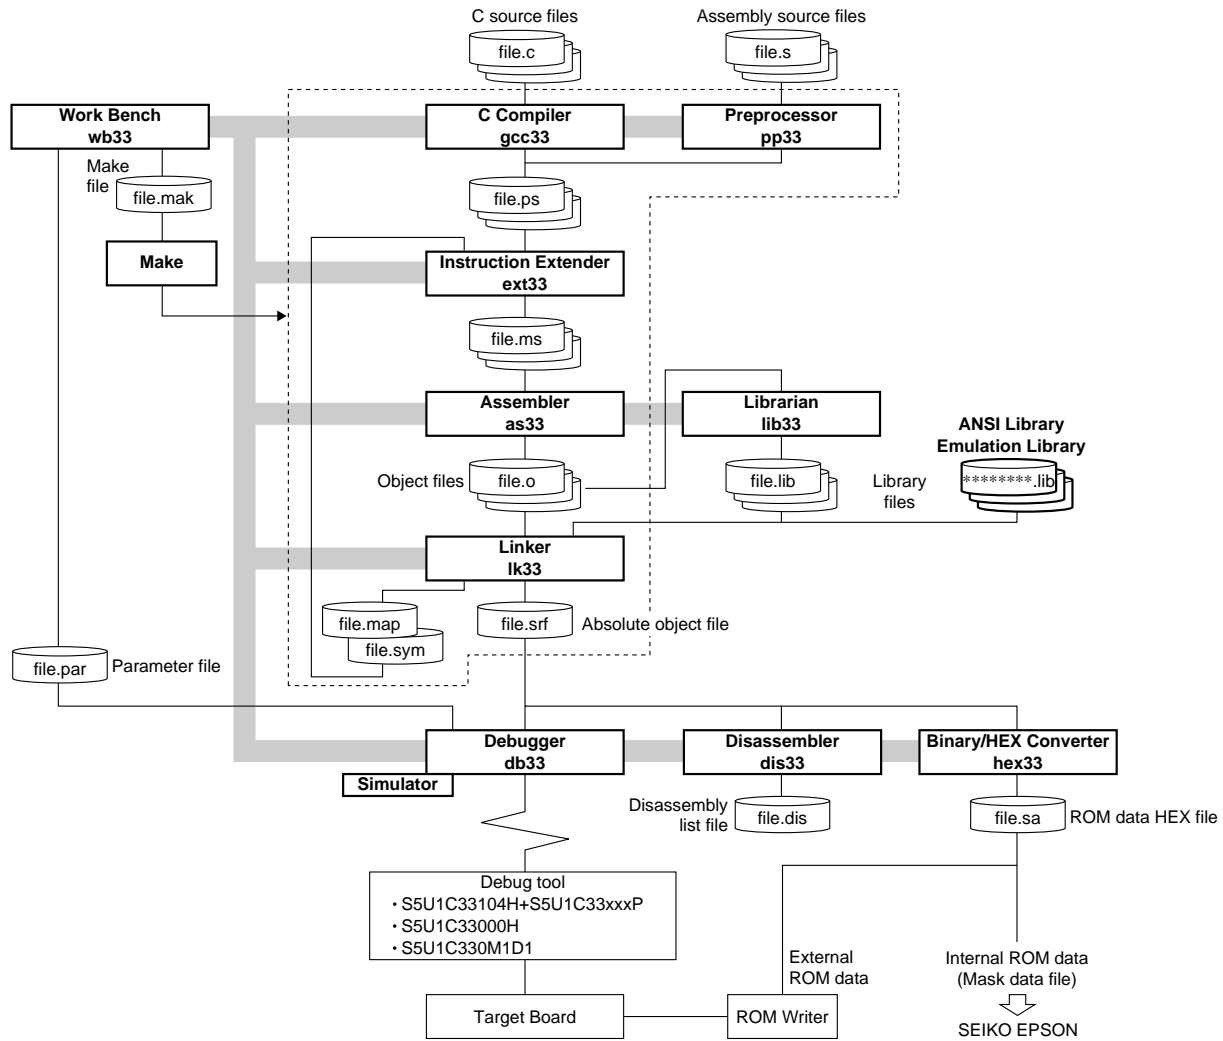 C source files
Assembly source files
file.c
file.s
Work Bench
wb33
C Compiler
gcc33
Preprocessor
pp33
Make
file
file.mak
file.ps
Make
Instruction Extender
ext33
file.ms
Assembler
as33
Librarian
lib33
ANSI Library
Emulation Library
Object files
file.o
file.lib
Library
files
********.lib
Linker
lk33
file.map
file.sym
file.srf
Absolute object file
file.par
Parameter file
Debugger
db33
Simulator
Disassembler
dis33
Binary/HEX Converter
hex33
Disassembly
list file
file.dis
file.sa
ROM data HEX file
Debug tool
・S5U1C33104H+S5U1C33xxxP
・S5U1C33000H
・S5U1C330M1D1
External
ROM data
Internal ROM data
(Mask data file)
Target Board
ROM Writer
SEIKO EPSON